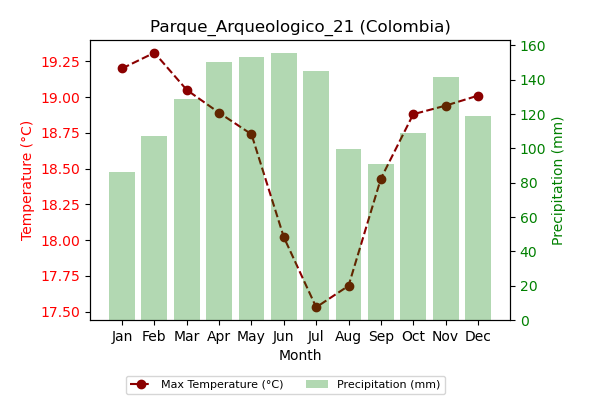 Parque_Arqueologico_21 (Colombia)
Temperature (°C)
19.25
19.00
18.75
18.50
18.25
18.00
17.75
17.50
160
140
120
100
80
60
40
20
0
Precipitation (mm)
Jan Feb Mar Apr May Jun Jul Aug Sep Oct Nov Dec
Month
Max Temperature (°C) Precipitation (mm)